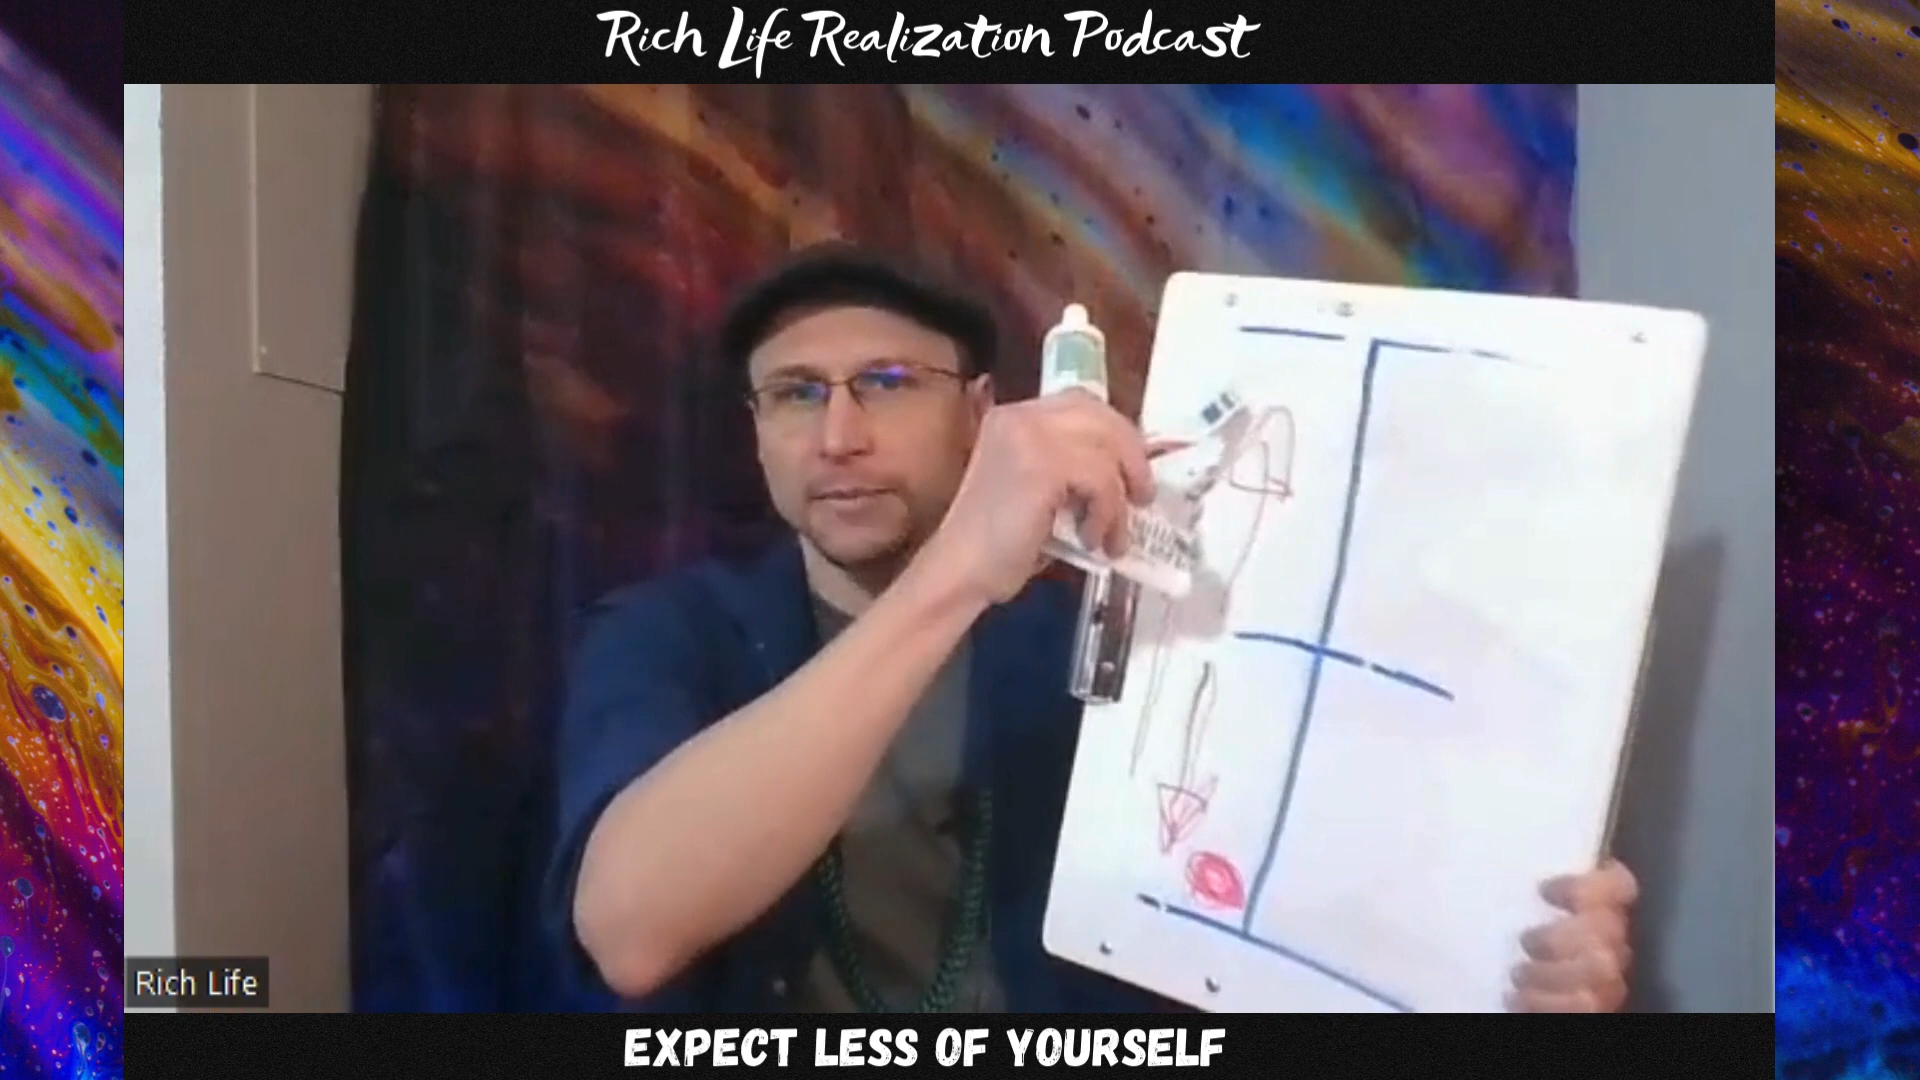 Rich Life Realization Podcast
Rich Life
EXPECT LESS OF YOURSELF